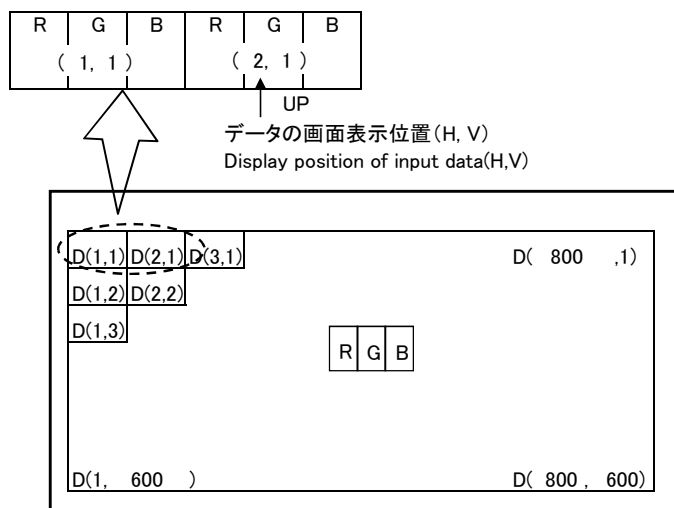 R G B R G B
( 1, 1 ) ( 2, 1 )
UP
データの画面表示位置(H, V)
Display position of input data(H,V)
D(1,1) D(2,1) D(3,1) D( 800 ,1)
D(1,2) D(2,2)
D(1,3)
R G B
D(1, 600 ) D( 800 , 600)